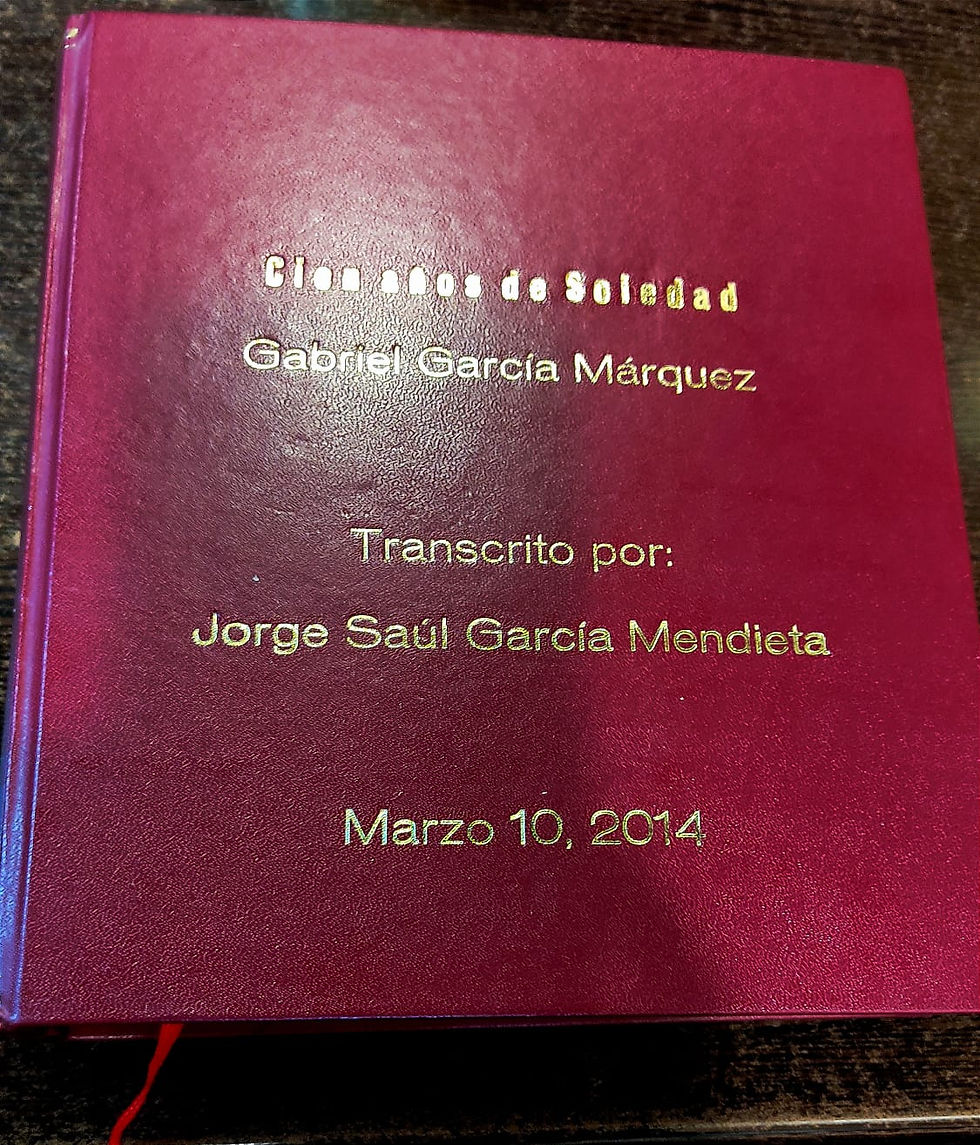 Cien años de Soledad
Gabriel García Márquez
Transcrito por:
Jorge Saúl García Mendieta
Marzo 10, 2014